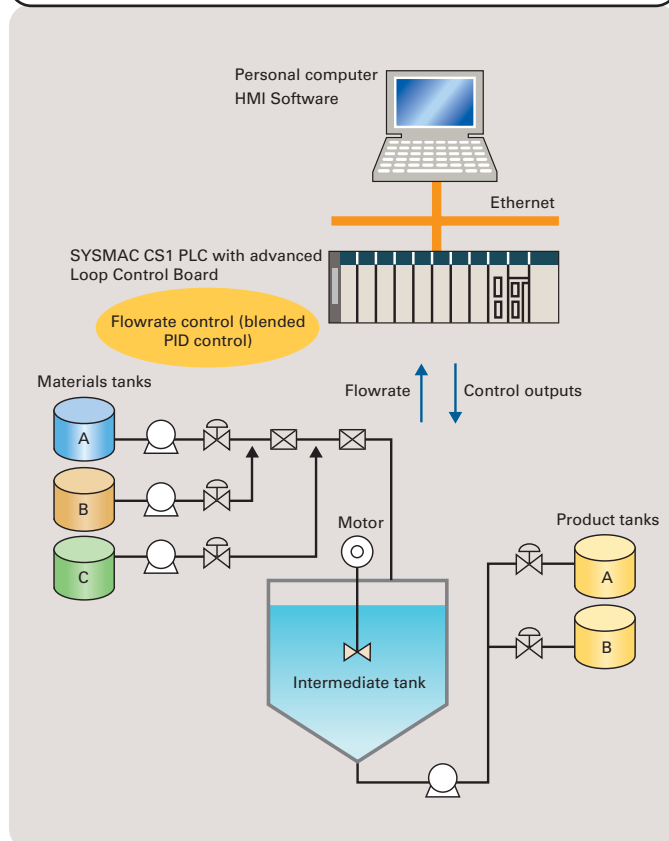 Personal computer
HMI Software
Ethernet
SYSMAC CS1 PLC with advanced
Loop Control Board
Flowrate control (blended
PID control)
Flowrate
Control outputs
Materials tanks
A
B
C
Motor
Product tanks
A
B
Intermediate tank